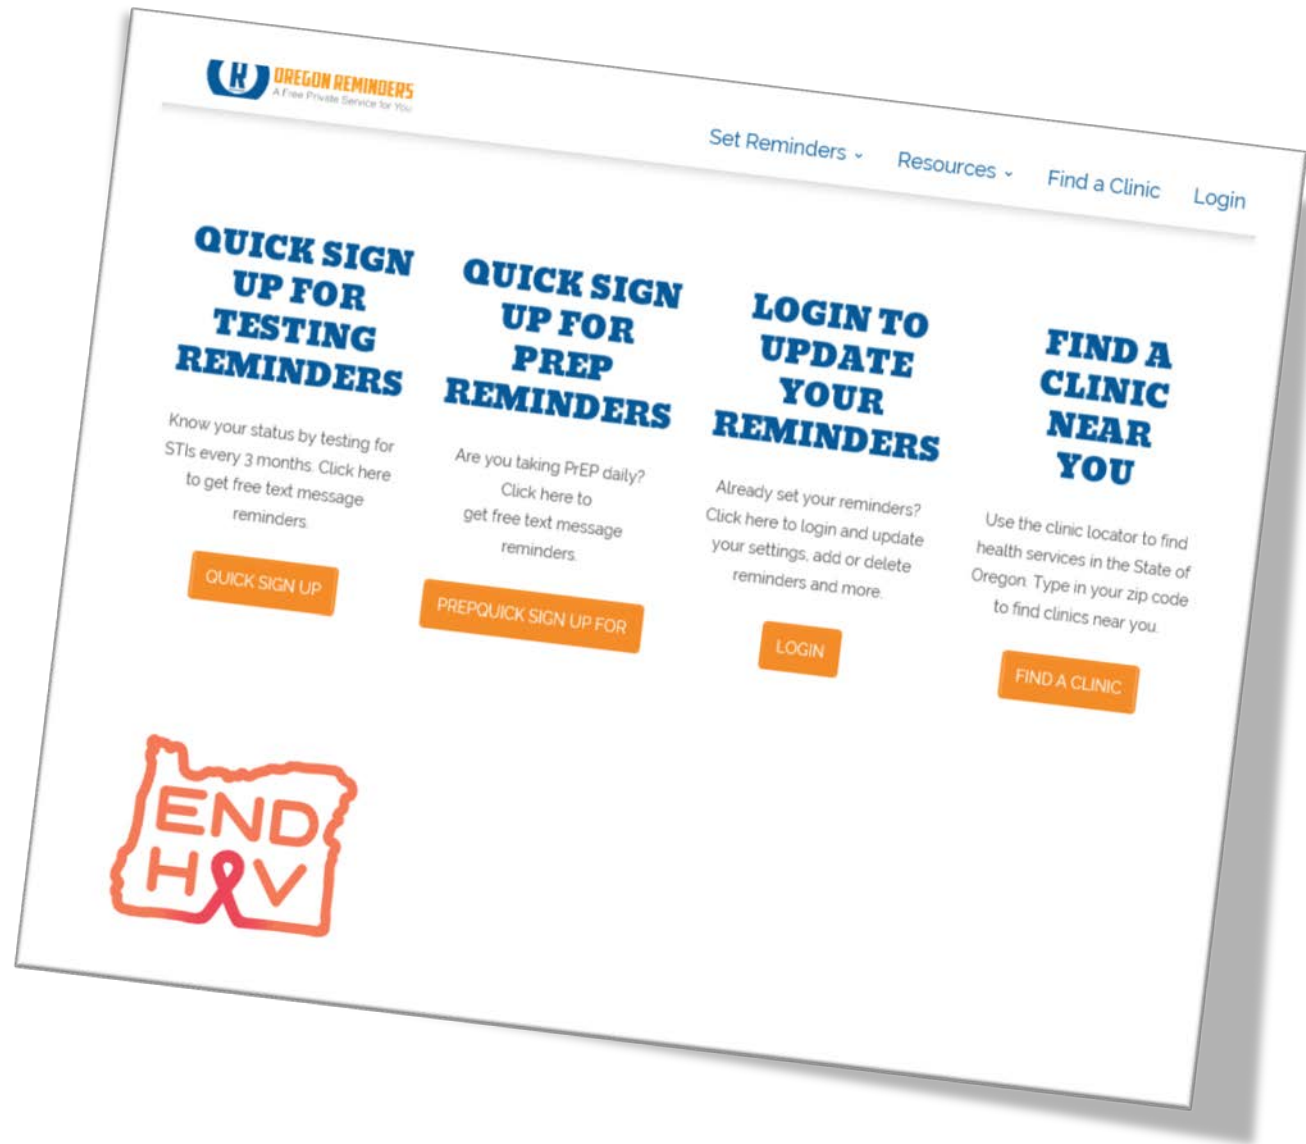 OREGON REMINDERS
A Free Private Service for You
Set Reminders
Resources
Find a Clinic
Login
QUICK SIGN
UP FOR
TESTING
REMINDERS
Know your status by testing for
STIs every 3 months. Click here
to get free text message
reminders.
QUICK SIGN UP
QUICK SIGN
UP FOR
PREP
REMINDERS
Are you taking PrEP daily?
Click here to
get free text message
reminders.
PREPQUICK SIGN UP FOR
LOGIN TO
UPDATE
YOUR
REMINDERS
Already set your reminders?
Click here to login and update
your settings, add or delete
reminders and more.
LOGIN
FIND A
CLINIC
NEAR
YOU
Use the clinic locator to find
health services in the State of
Oregon. Type in your zip code
to find clinics near you.
FIND A CLINIC
END
HIV